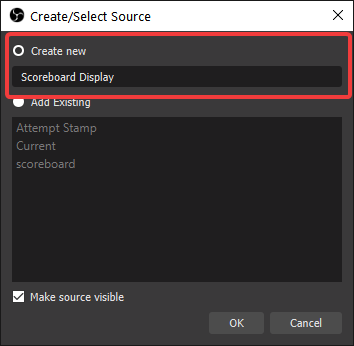 Create/Select Source
Create new
Scoreboard Display
Add Existing
Attempt Stamp
Current
scoreboard
Make source visible
OK
Cancel